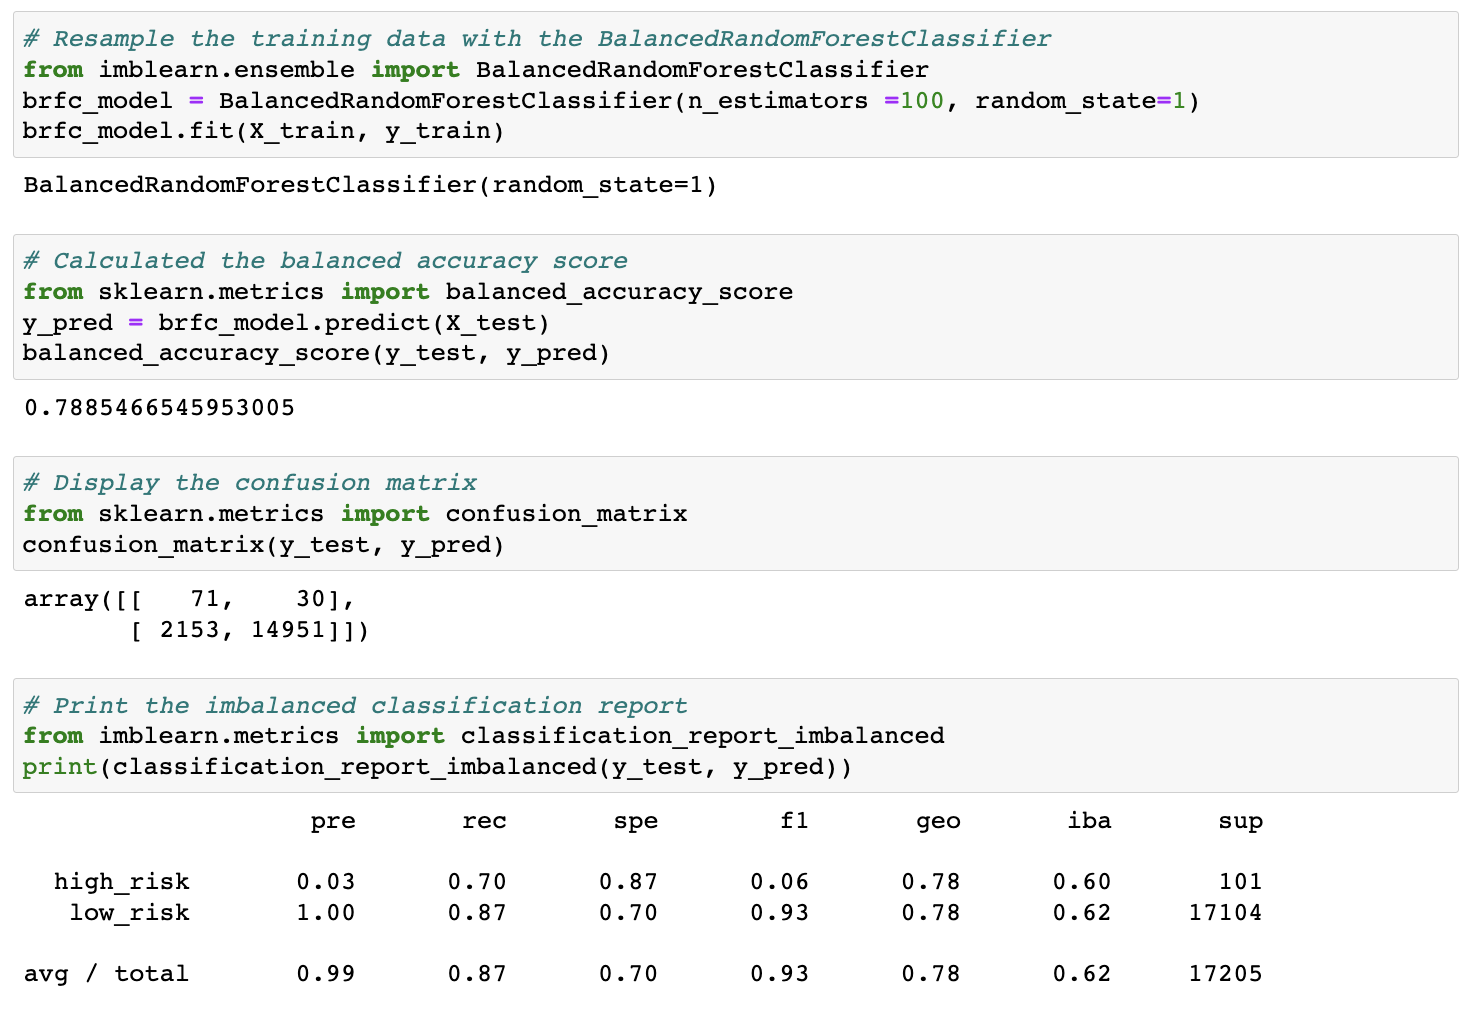 # Resample the training data with the BalancedRandomForestClassifier
from imblearn.ensemble import BalancedRandomForestClassifier
brfc_model = BalancedRandomForestClassifier(n_estimators =100, random_state=1)
brfc_model.fit(X_train, y_train)
BalancedRandomForestClassifier(random_state=1)
# Calculated the balanced accuracy score
from sklearn.metrics import balanced_accuracy_score
y_pred = brfc_model.predict(X_test)
balanced_accuracy_score(y_test, y_pred)
0.7885466545953005
# Display the confusion matrix
from sklearn.metrics import confusion_matrix
confusion_matrix(y_test, y_pred)
array([[   71,    30],
       [ 2153, 14951]])
# Print the imbalanced classification report
from imblearn.metrics import classification_report_imbalanced
print(classification_report_imbalanced(y_test, y_pred))
                   pre       rec       spe        f1       geo       iba       sup
  high_risk       0.03      0.70      0.87      0.06      0.78      0.60       101
   low_risk       1.00      0.87      0.70      0.93      0.78      0.62     17104
avg / total       0.99      0.87      0.70      0.93      0.78      0.62     17205